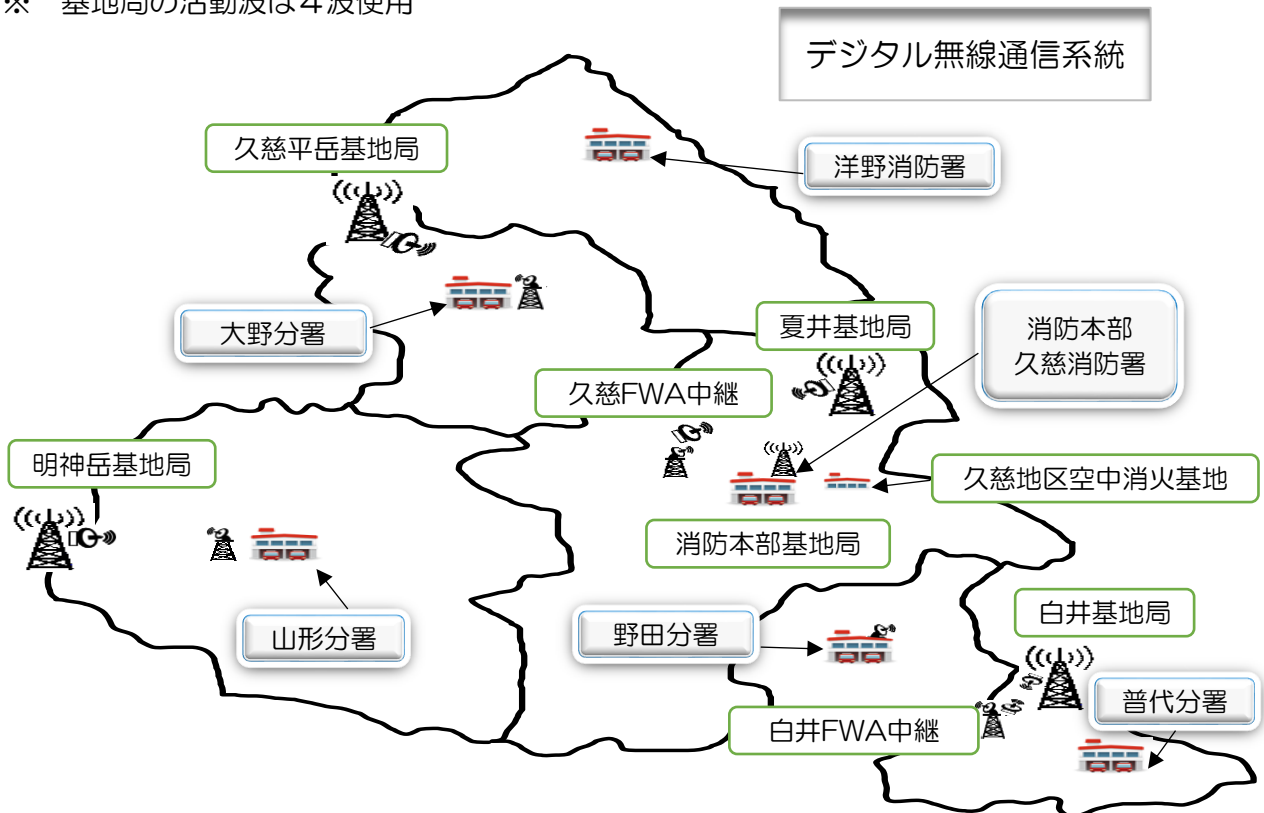 ※　基地局の活動波は４波使用
デジタル無線通信系統
久慈平岳基地局
洋野消防署
大野分署
夏井基地局
消防本部
久慈消防署
久慈FWA中継
明神岳基地局
久慈地区空中消火基地
消防本部基地局
山形分署
野田分署
白井基地局
普代分署
白井FWA中継